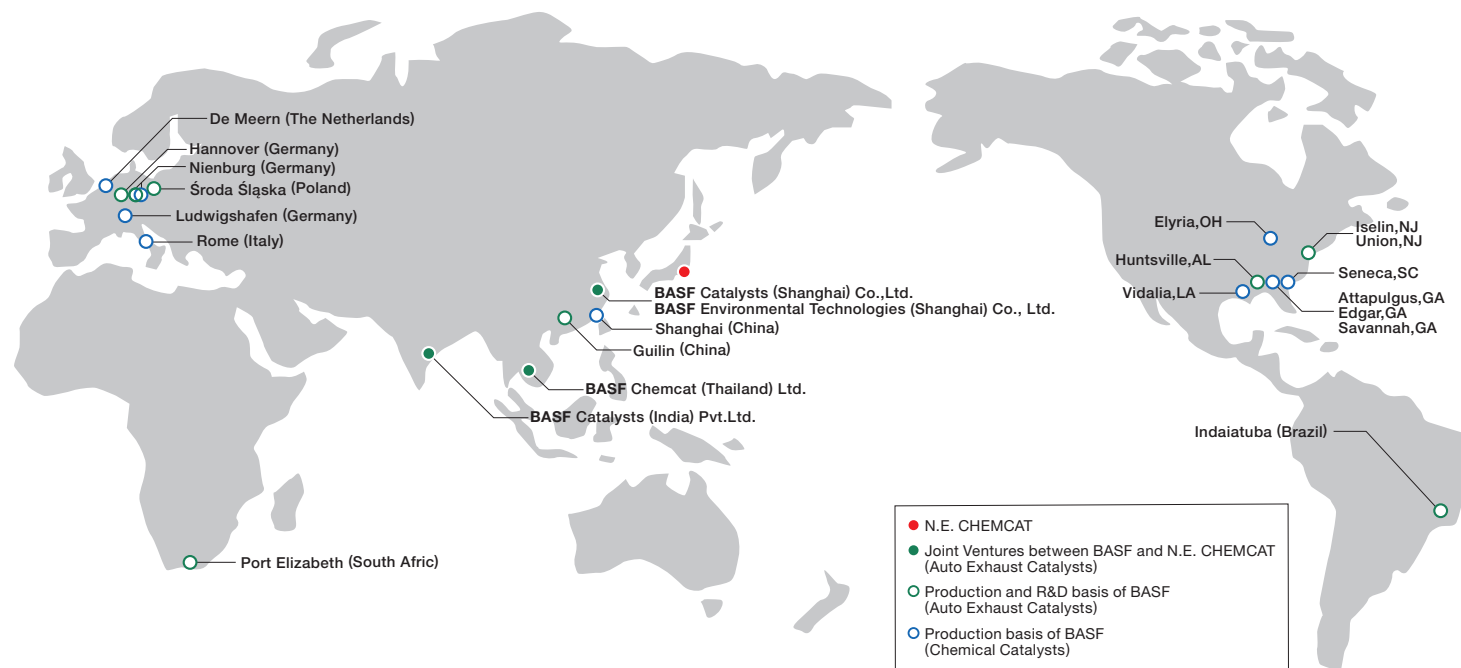 De Meern (The Netherlands)
Hannover (Germany)
Nienburg (Germany)
Środa Śląska (Poland)
Ludwigshafen (Germany)
Rome (Italy)
BASF Catalysts (Shanghai) Co.,Ltd.
BASF Environmental Technologies (Shanghai) Co., Ltd.
Shanghai (China)
Guilin (China)
BASF Chemcat (Thailand) Ltd.
BASF Catalysts (India) Pvt.Ltd.
Port Elizabeth (South Afric)
Elyria,OH
Iselin,NJ
Union,NJ
Huntsville,AL
Seneca,SC
Vidalia,LA
Attapulgus,GA
Edgar,GA
Savannah,GA
Indaiatuba (Brazil)
N.E. CHEMCAT
Joint Ventures between BASF and N.E. CHEMCAT
(Auto Exhaust Catalysts)
Production and R&D basis of BASF
(Auto Exhaust Catalysts)
Production basis of BASF
(Chemical Catalysts)